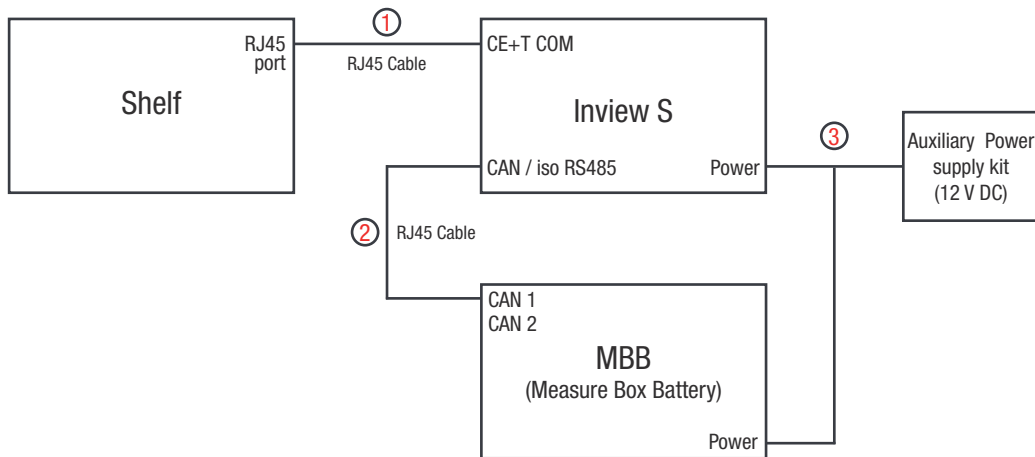 1
RJ45
port
RJ45 Cable
CE+T COM
Shelf
Inview S
3
Auxiliary Power
supply kit
(12 V DC)
CAN / iso RS485
Power
2
RJ45 Cable
CAN 1
CAN 2
MBB
(Measure Box Battery)
Power